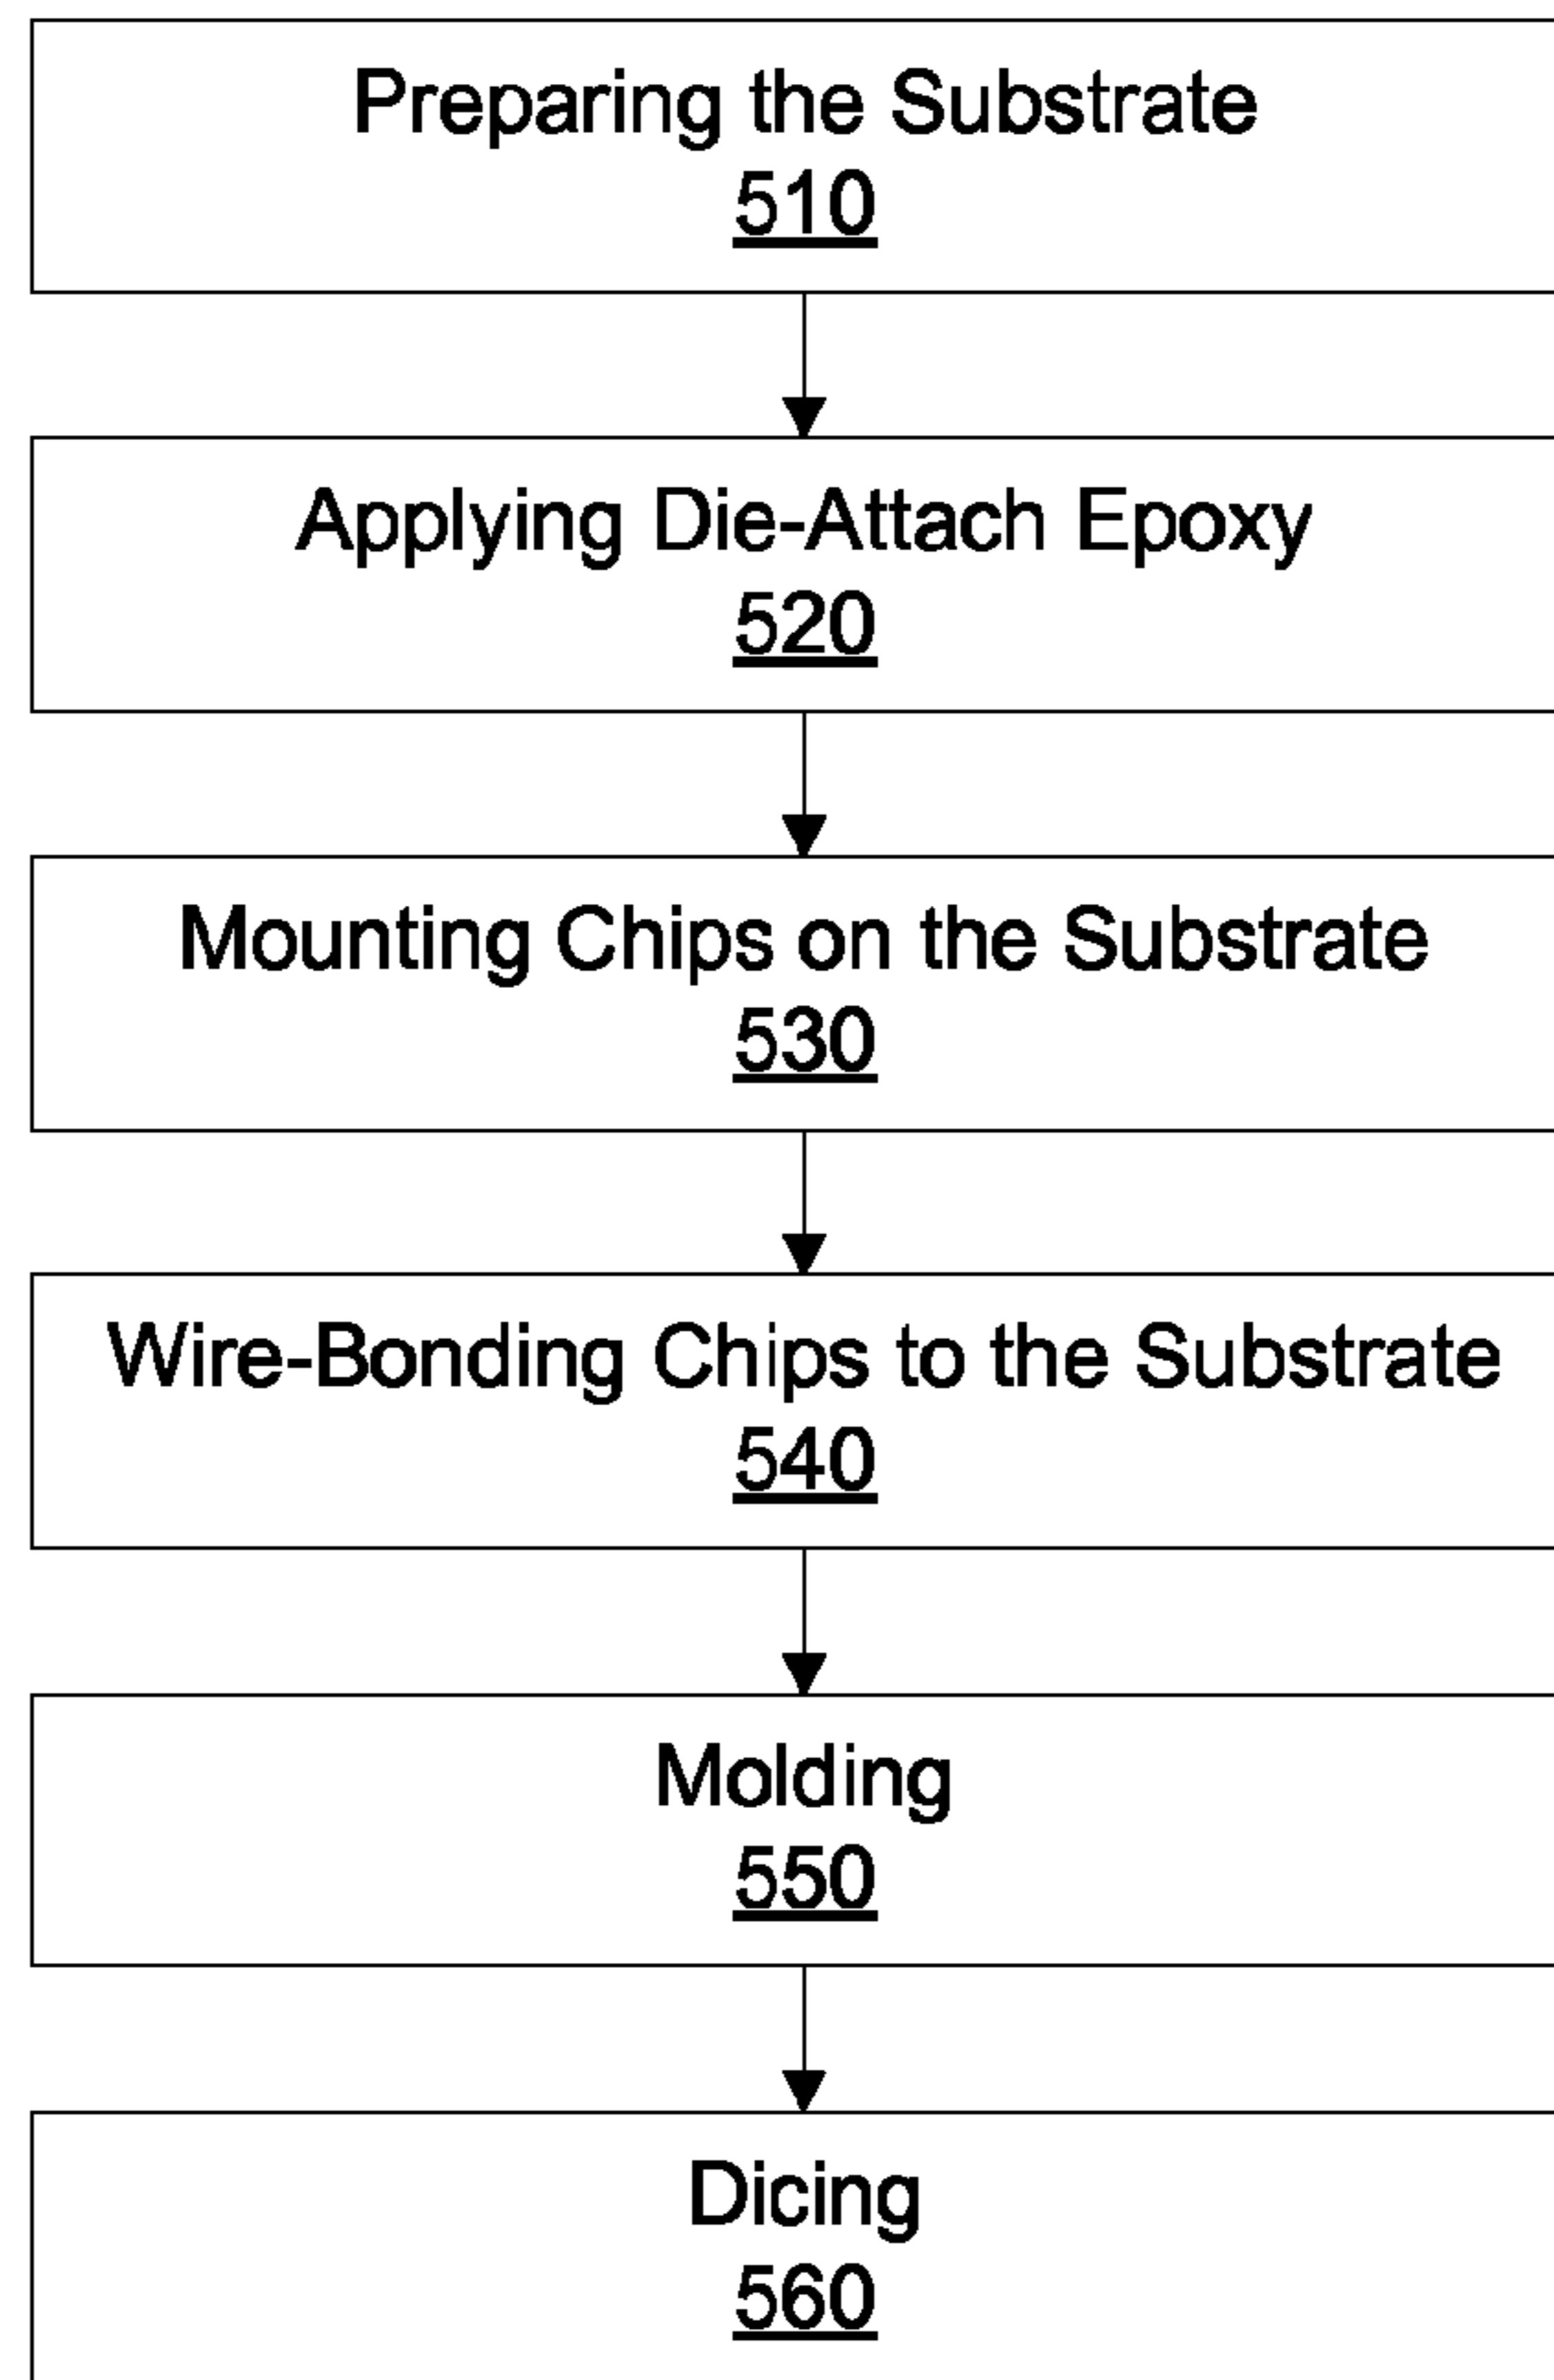 Preparing the Substrate
510
Applying Die-Attach Epoxy
520
Mounting Chips on the Substrate
530
Wire-Bonding Chips to the Substrate
540
Molding
550
Dicing
560